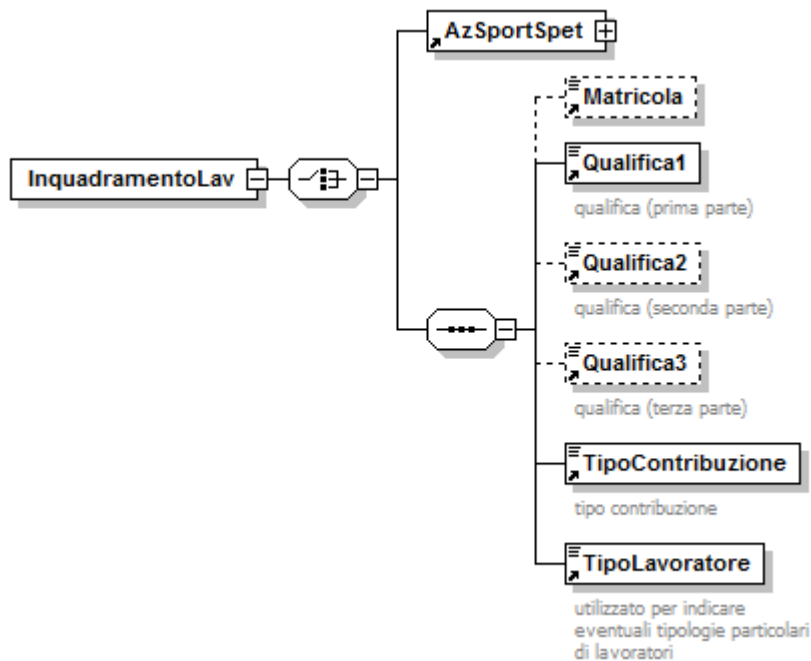 AzSportSpet
Matricola
InquadramentoLav
Qualifica1
qualifica (prima parte)
Qualifica2
qualifica (seconda parte)
Qualifica3
qualifica (terza parte)
TipoContribuzione
tipo contribuzione
TipoLavoratore
utilizzato per indicare
eventuali tipologie particolari
di lavoratori